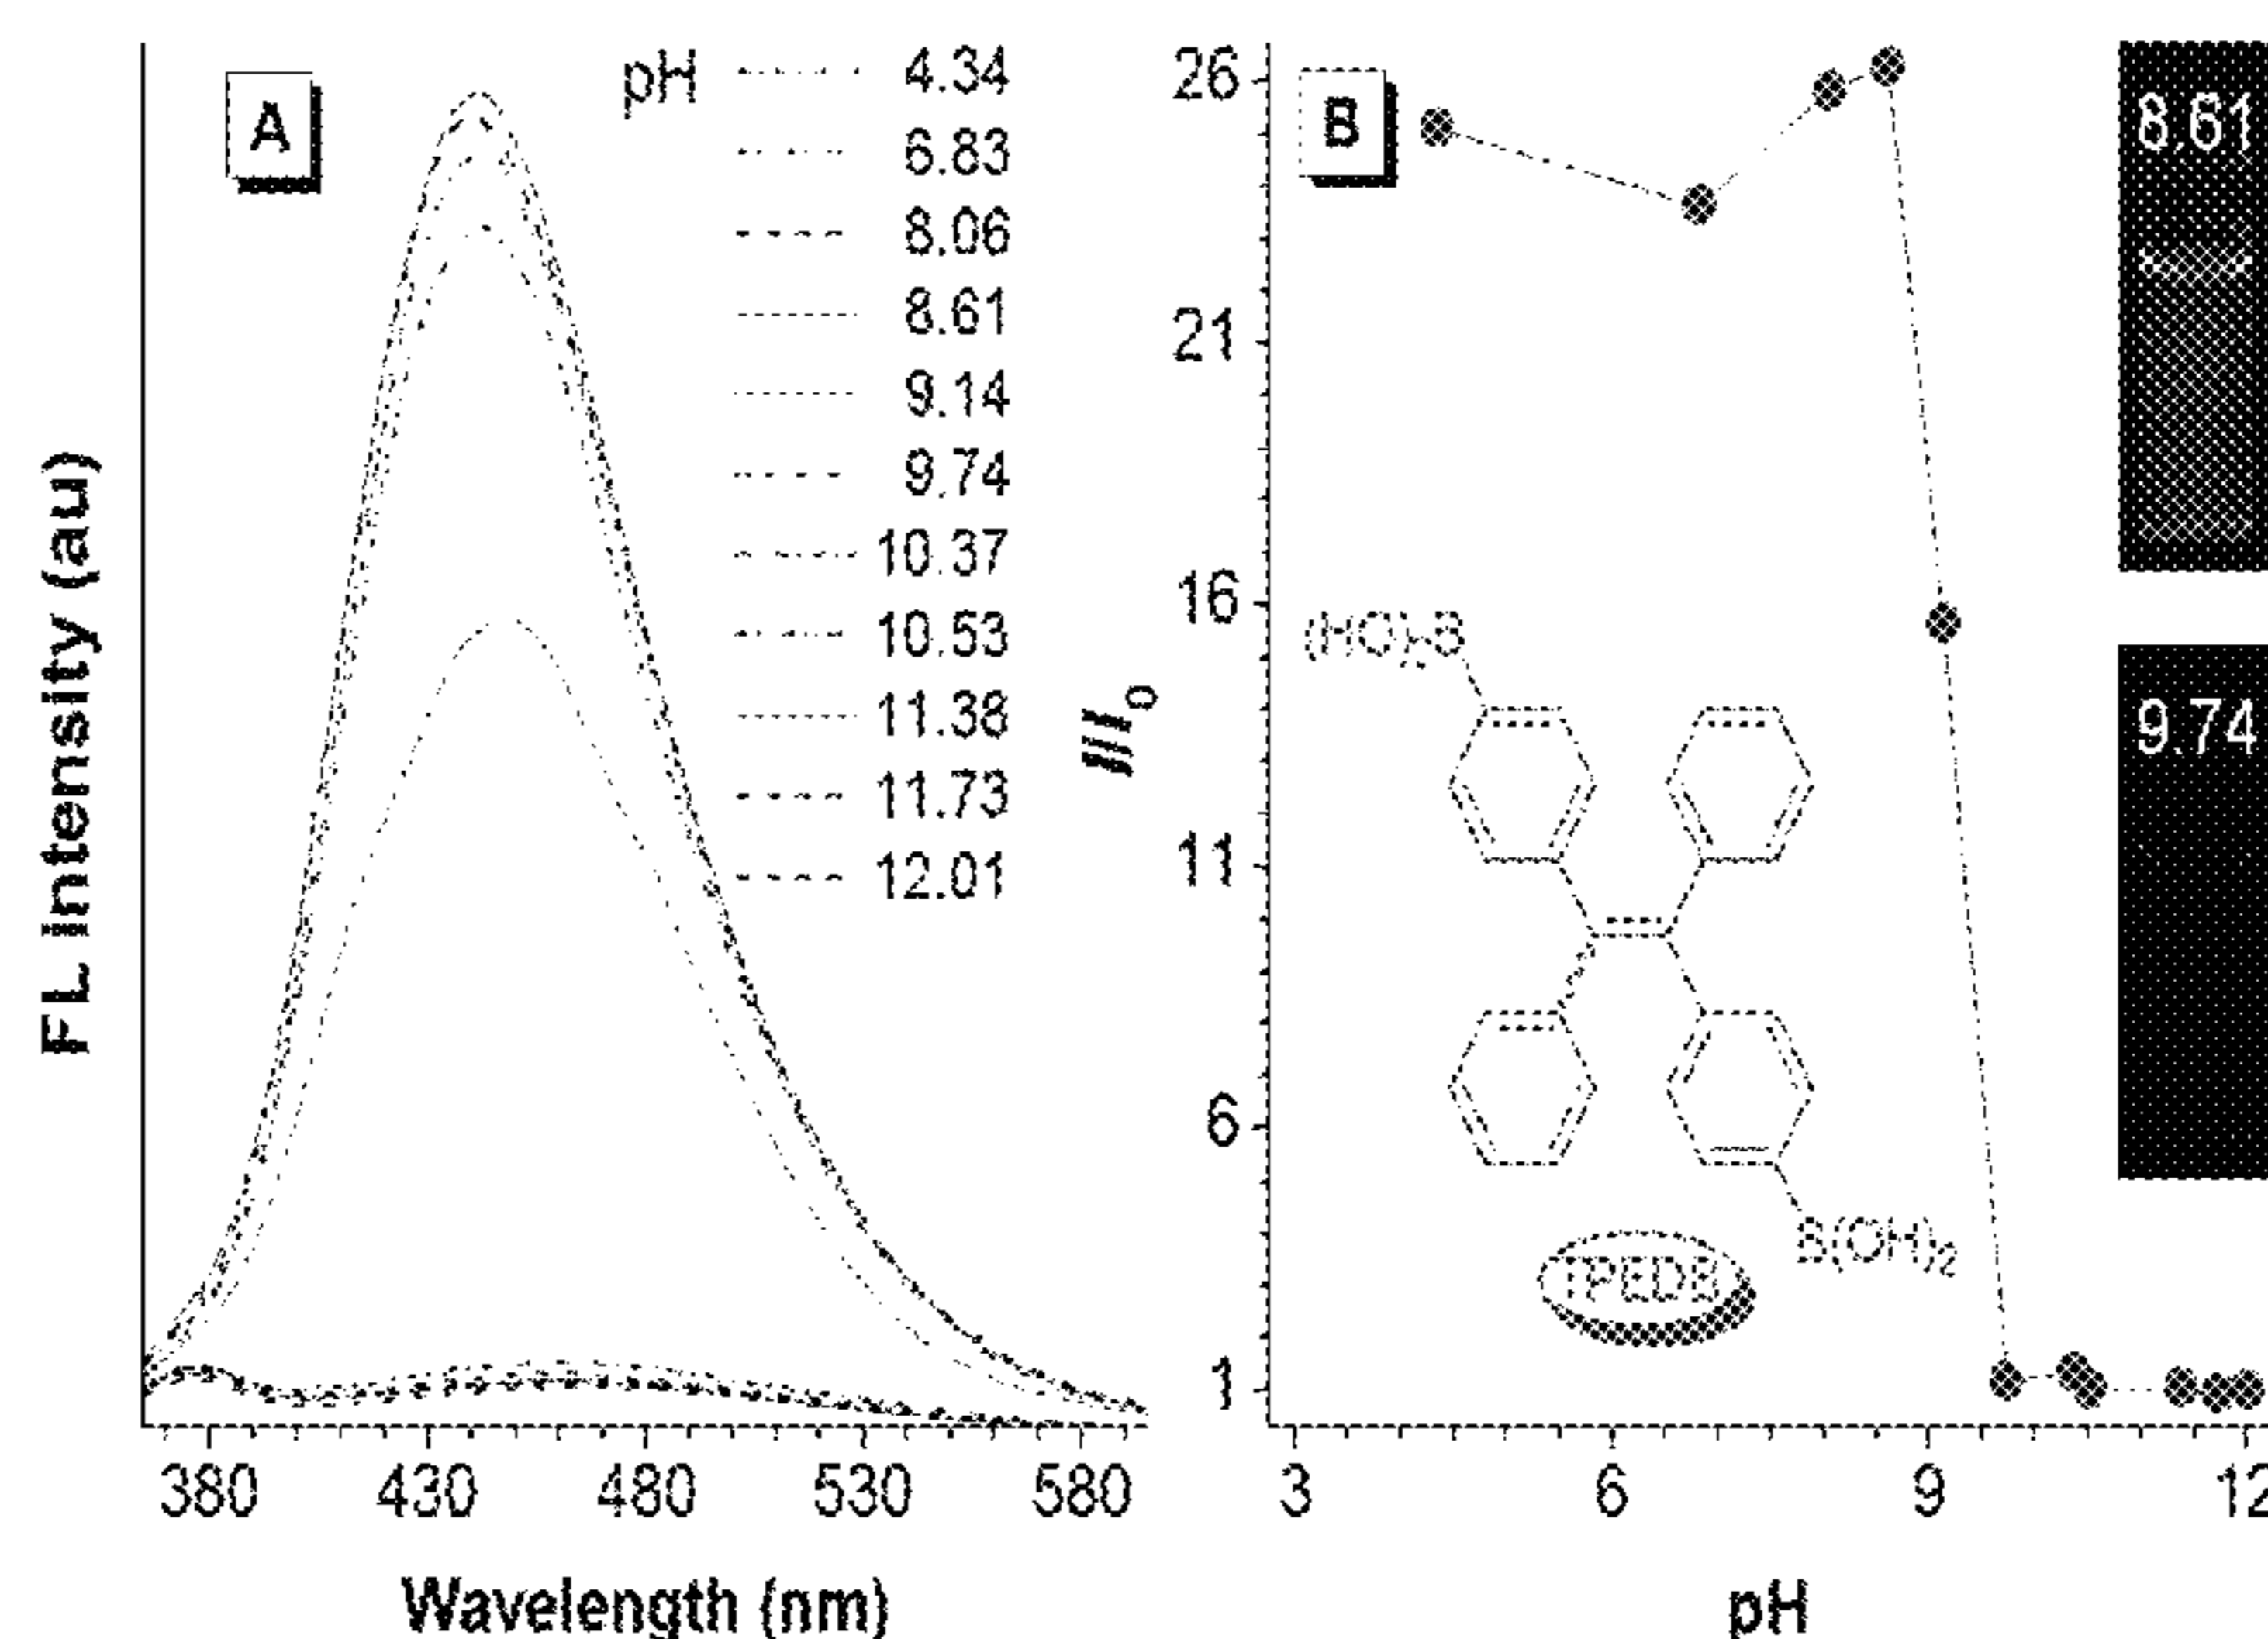 A
pH
4.34
6.83
8.06
8.61
9.14
9.74
10.37
10.53
11.38
11.73
12.01
FL intensity (au)
380 430 480 530 580
Wavelength (nm)
B
26
21
16
11
6
1
I/I0
(HO)2B
B(OH)2
TPEDB
8.61
9.74
3 6 9 12
pH